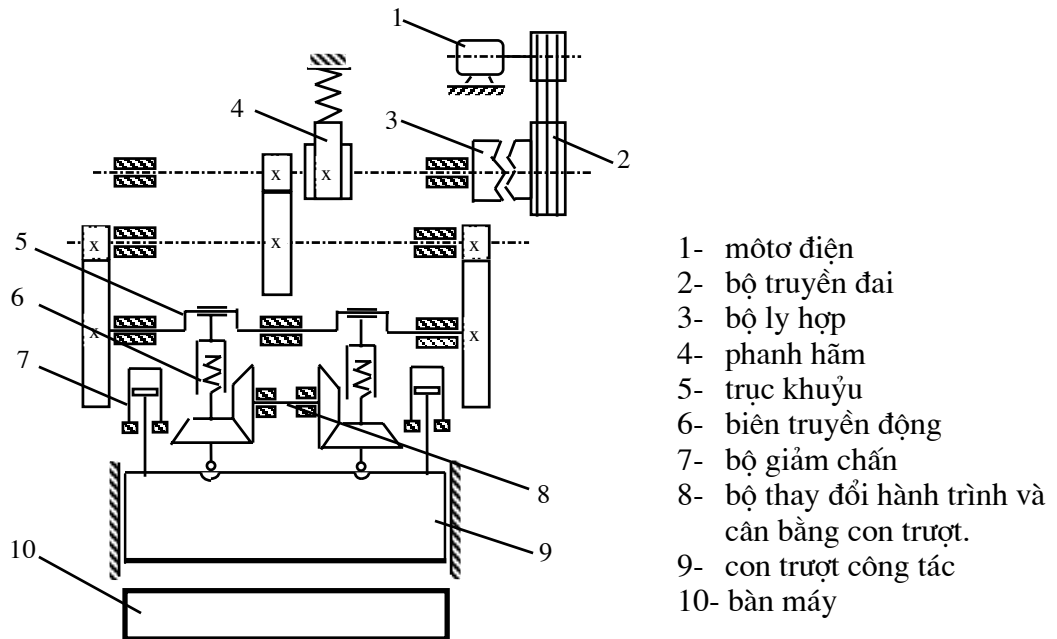 1
4
3
2
x
x
x
x
x
5
6
x
x
7
8
9
10
1- môtơ điện
2- bộ truyền đai
3- bộ ly hợp
4- phanh hãm
5- trục khuỷu
6- biên truyền động
7- bộ giảm chấn
8- bộ thay đổi hành trình và
cân bằng con trượt.
9- con trượt công tác
10- bàn máy